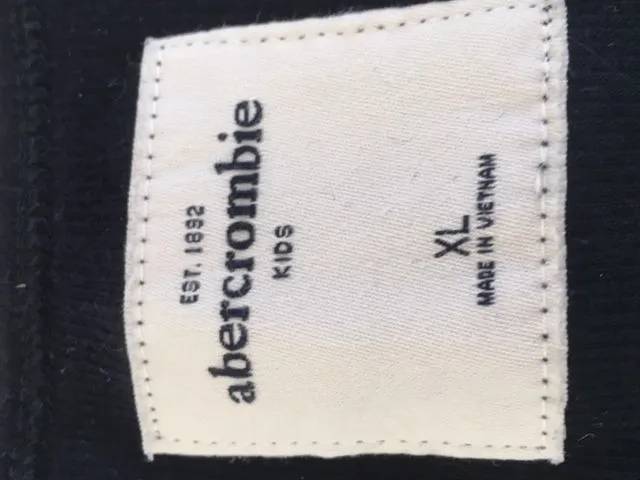 EST. 1892
abercrombie
KIDS
XL
MADE IN VIETNAM